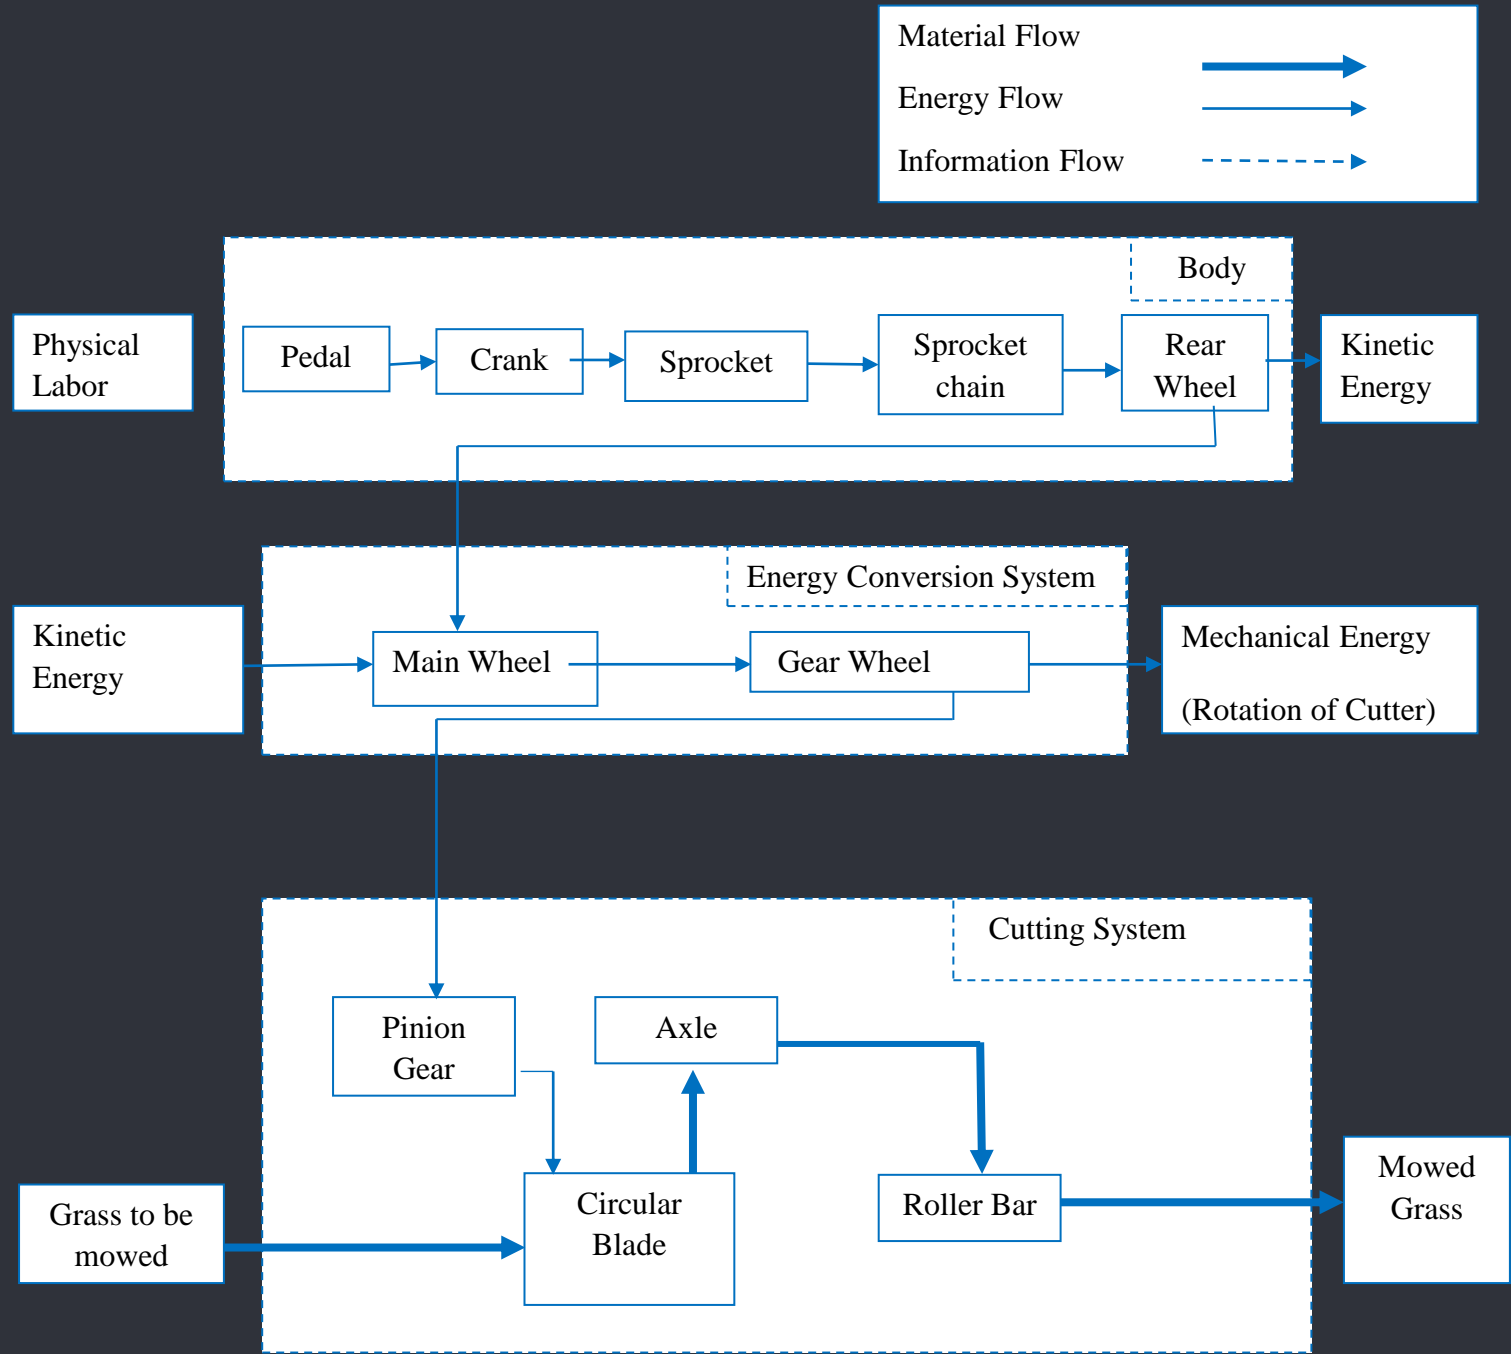 Material Flow
Energy Flow
Information Flow
Body
Physical
Labor
Pedal
Crank
Sprocket
Sprocket
chain
Rear
Wheel
Kinetic
Energy
Energy Conversion System
Kinetic
Energy
Main Wheel
Gear Wheel
Mechanical Energy
(Rotation of Cutter)
Cutting System
Pinion
Gear
Axle
Circular
Blade
Roller Bar
Mowed
Grass
Grass to be
mowed